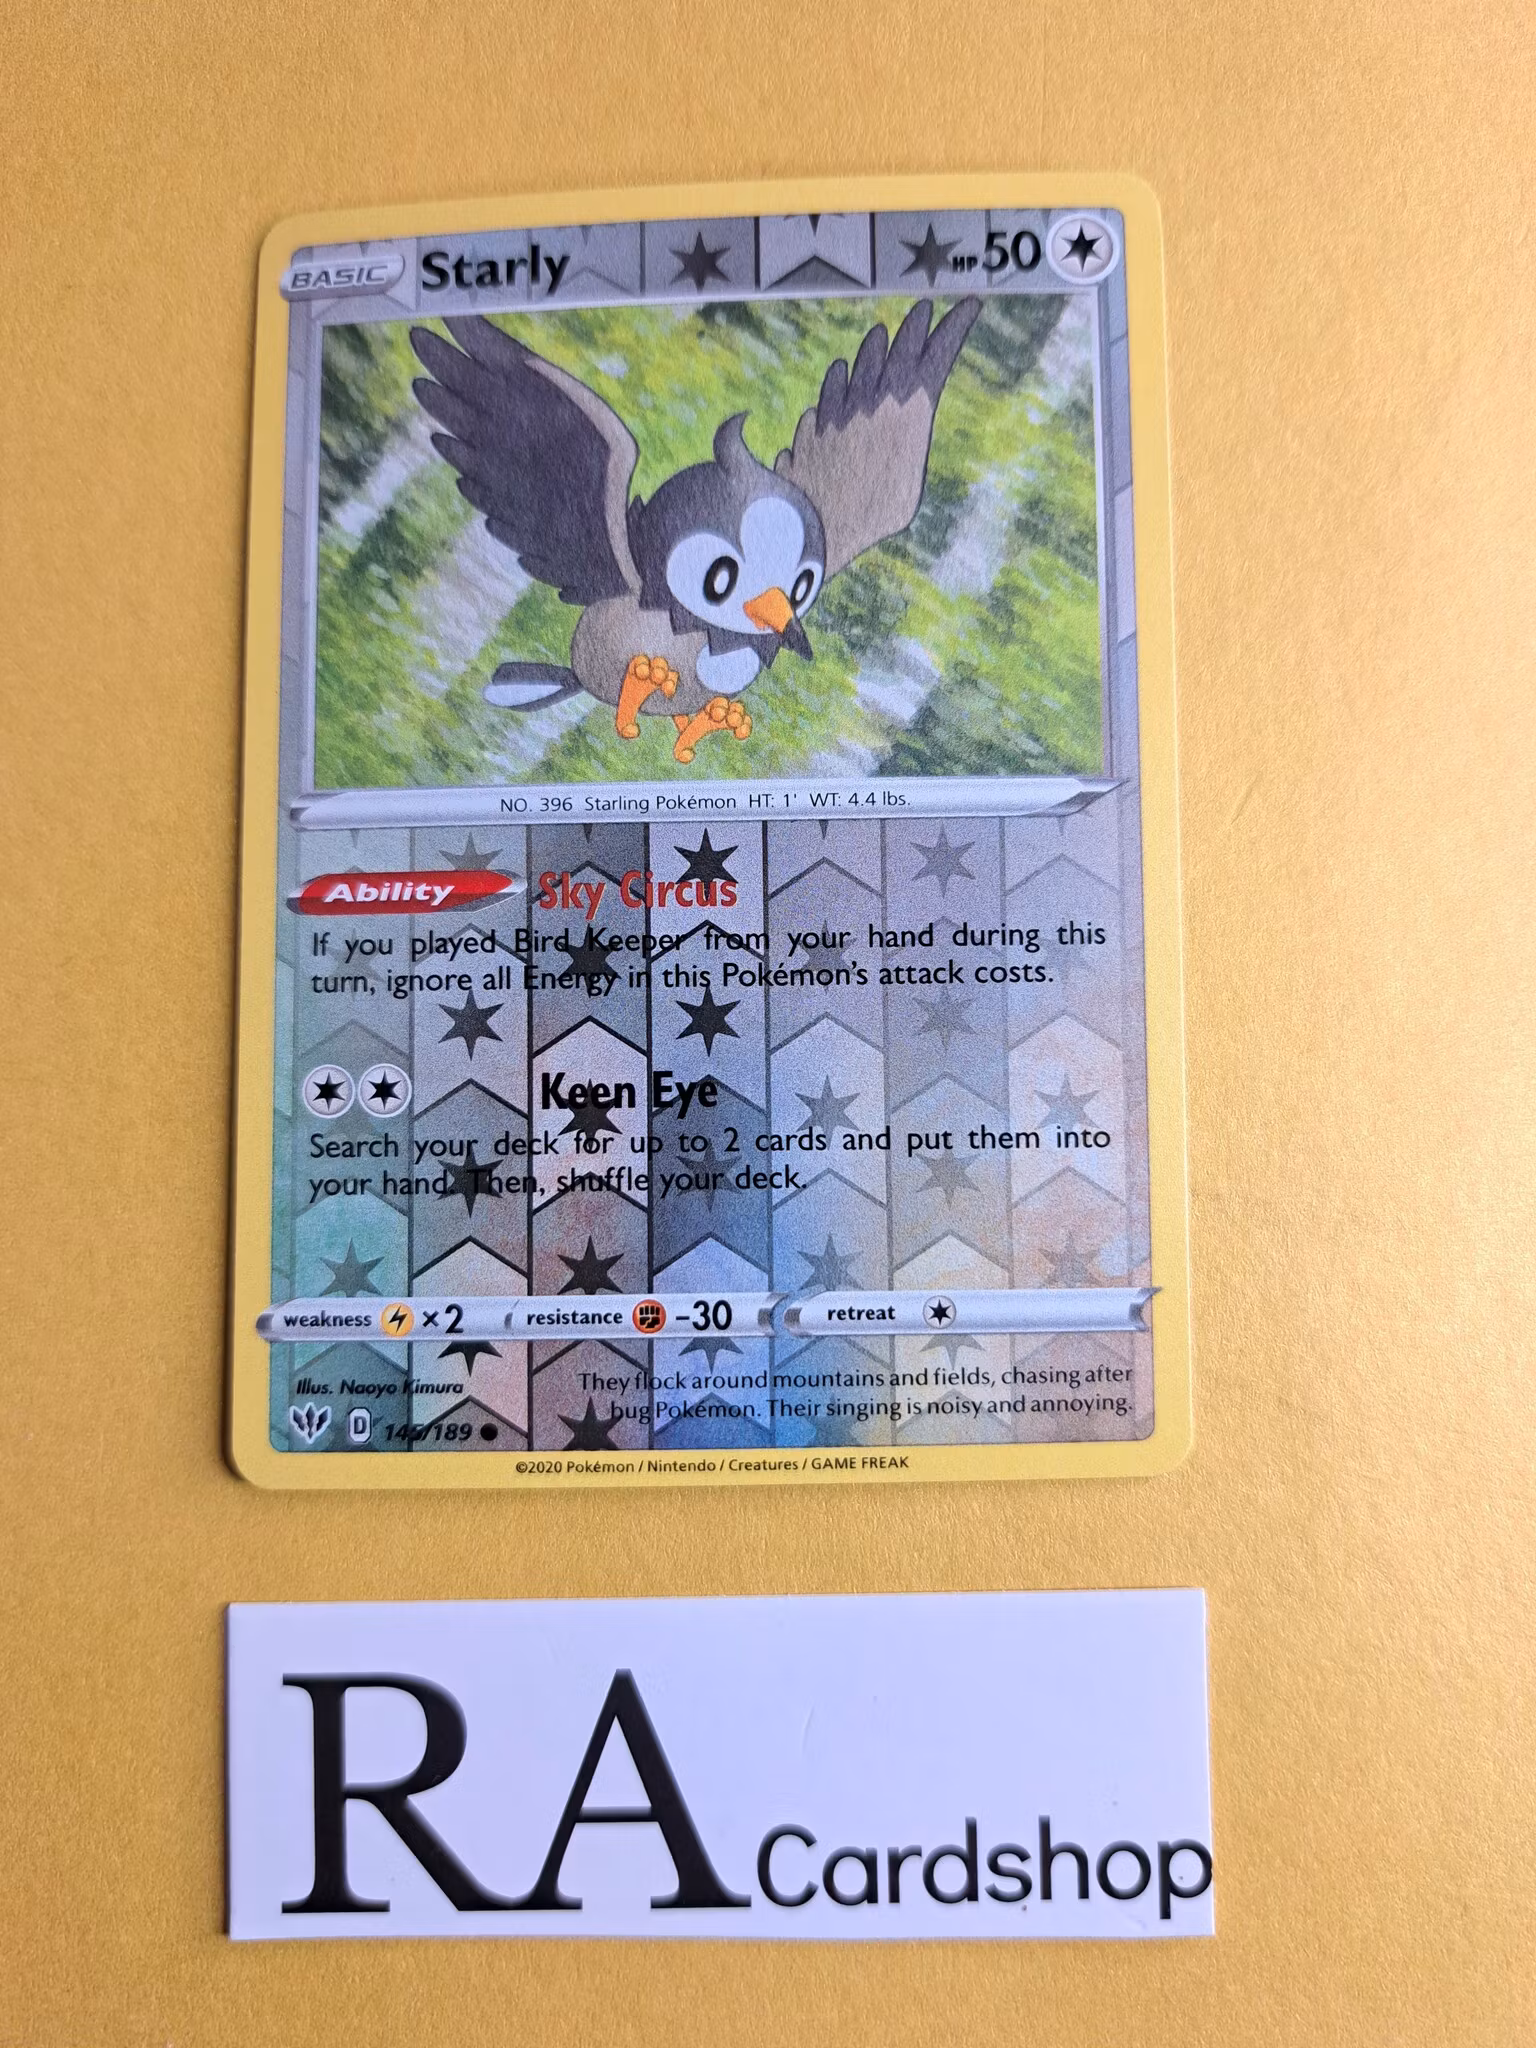 BASIC Starly HP 50
NO. 396 Starling Pokémon HT: 1' WT: 4.4 lbs.
Ability Sky Circus
If you played Bird Keeper from your hand during this
turn, ignore all Energy in this Pokémon's attack costs.
Keen Eye
Search your deck for up to 2 cards and put them into
your hand. Then, shuffle your deck.
weakness ×2 resistance -30 retreat
Illus. Naoyo Kimura
They flock around mountains and fields, chasing after
bug Pokémon. Their singing is noisy and annoying.
D 145/189
©2020 Pokémon / Nintendo / Creatures / GAME FREAK
RA Cardshop